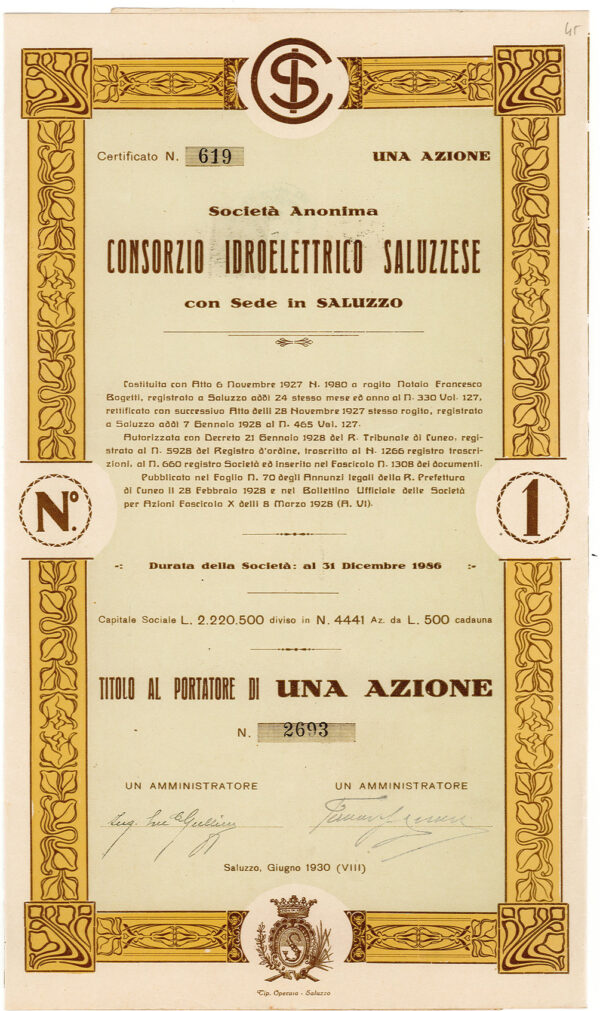 45
CIS
Certificato N. 619
UNA AZIONE
Società Anonima
CONSORZIO IDROELETTRICO SALUZZESE
con Sede in SALUZZO
Costituita con Atto 6 Novembre 1927 N. 1980 a rogito Notaio Francesco
Bogetti, registrato a Saluzzo addì 24 stesso mese ed anno al N. 330 Vol. 127,
rettificato con successivo Atto delli 28 Novembre 1927 stesso rogito, registrato
a Saluzzo addì 7 Gennaio 1928 al N. 465 Vol. 127.
Autorizzata con Decreto 21 Gennaio 1928 del R. Tribunale di Cuneo, regi-
strato al N. 5928 del Registro d'ordine, trascritto al N. 1266 registro trascri-
zioni, al N. 660 registro Società ed inserito nel Fascicolo N. 1308 dei documenti.
Pubblicato nel Foglio N. 70 degli Annunzi legali della R. Prefettura
di Cuneo il 28 Febbraio 1928 e nel Bollettino Ufficiale delle Società
per Azioni Fascicolo X delli 8 Marzo 1928 (A. VI).
Nº
1
-: Durata della Società: al 31 Dicembre 1986 :-
Capitale Sociale L. 2.220.500 diviso in N. 4441 Az. da L. 500 cadauna
TITOLO AL PORTATORE DI UNA AZIONE
N. 2693
UN AMMINISTRATORE
UN AMMINISTRATORE
Saluzzo, Giugno 1930 (VIII)
Tip. Operaia - Saluzzo